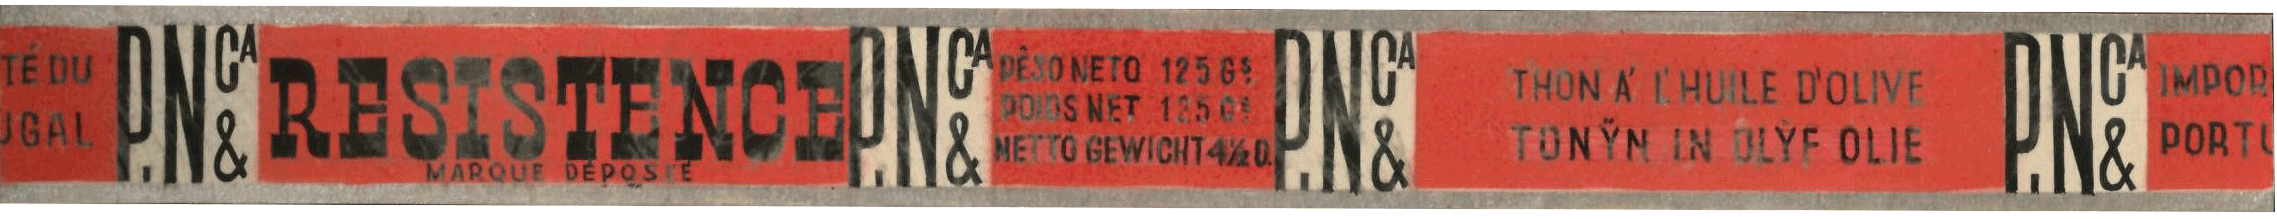 TÉ DU
UGAL
P.N & CA
RESISTENCE
MARQUE DÉPOSÉE
P.N & CA
PÊSO NETO 125 Gs
POIDS NET 125 Gs
NETTO GEWICHT 4½ O.
P.N & CA
THON Á L'HUILE D'OLIVE
TONŸN IN OLŸF OLIE
P.N & CA
IMPOR
PORTU